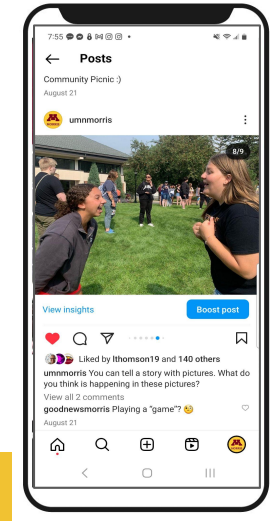 7:55
Posts
Community Picnic :)
August 21
umnmorris
8/9
View insights
Boost post
Liked by lthomson19 and 140 others
umnmorris You can tell a story with pictures. What do
you think is happening in these pictures?
View all 2 comments
goodnewsmorris Playing a "game"? 🧐
August 21